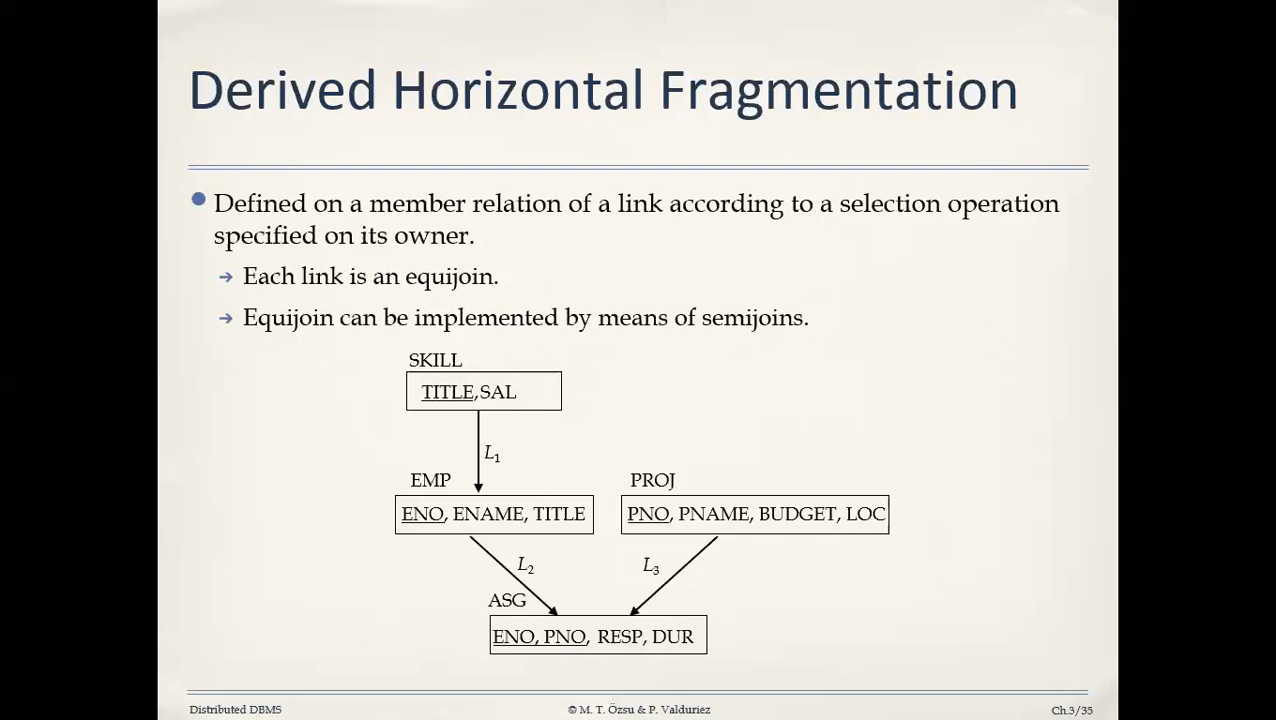 Derived Horizontal Fragmentation
Defined on a member relation of a link according to a selection operation
specified on its owner.
Each link is an equijoin.
Equijoin can be implemented by means of semijoins.
SKILL
TITLE,SAL
L1
EMP
PROJ
ENO, ENAME, TITLE
PNO, PNAME, BUDGET, LOC
L2
L3
ASG
ENO, PNO, RESP, DUR
Distributed DBMS
© M. T. Özsu & P. Valduriez
Ch.3/35